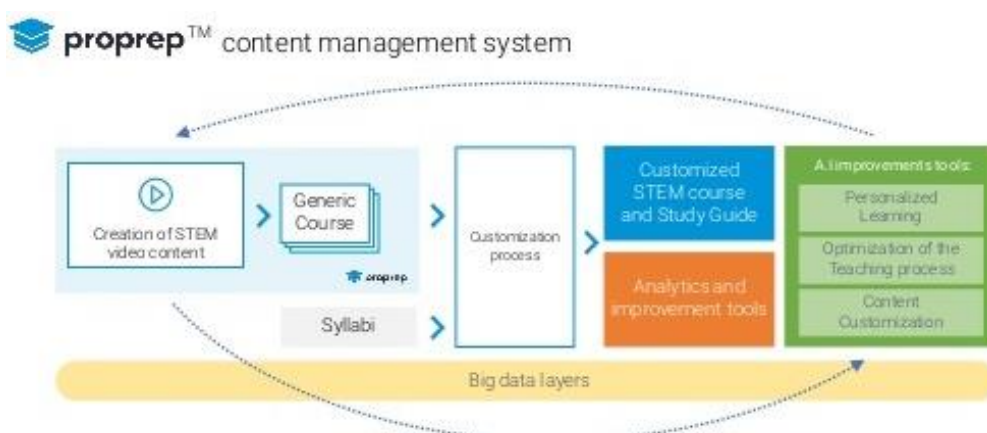 proprep™ content management system
Creation of STEM
video content
Generic
Course
proprep
Syllabi
Customization
process
Customized
STEM course
and Study Guide
Analytics and
improvement tools
A.I improvements tools:
Personalized
Learning
Optimization of the
Teaching process
Content
Customization
Big data layers